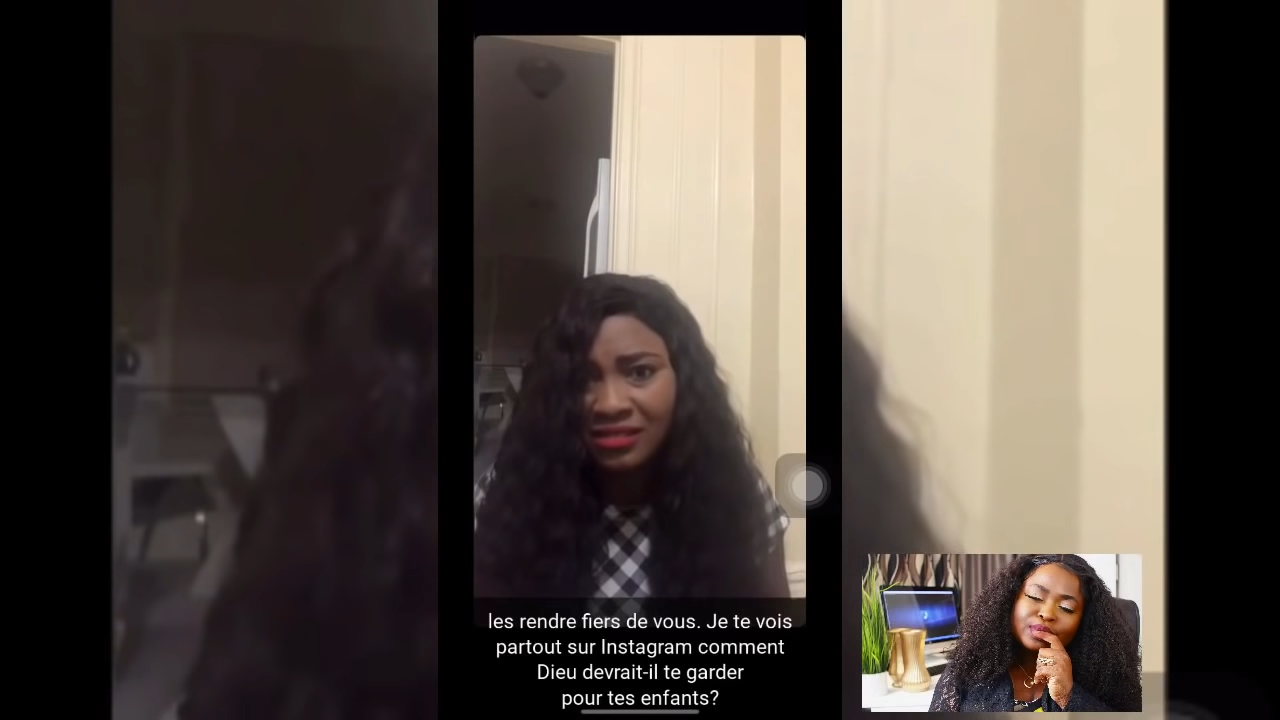 les rendre fiers de vous. Je te vois
partout sur Instagram comment
Dieu devrait-il te garder
pour tes enfants?